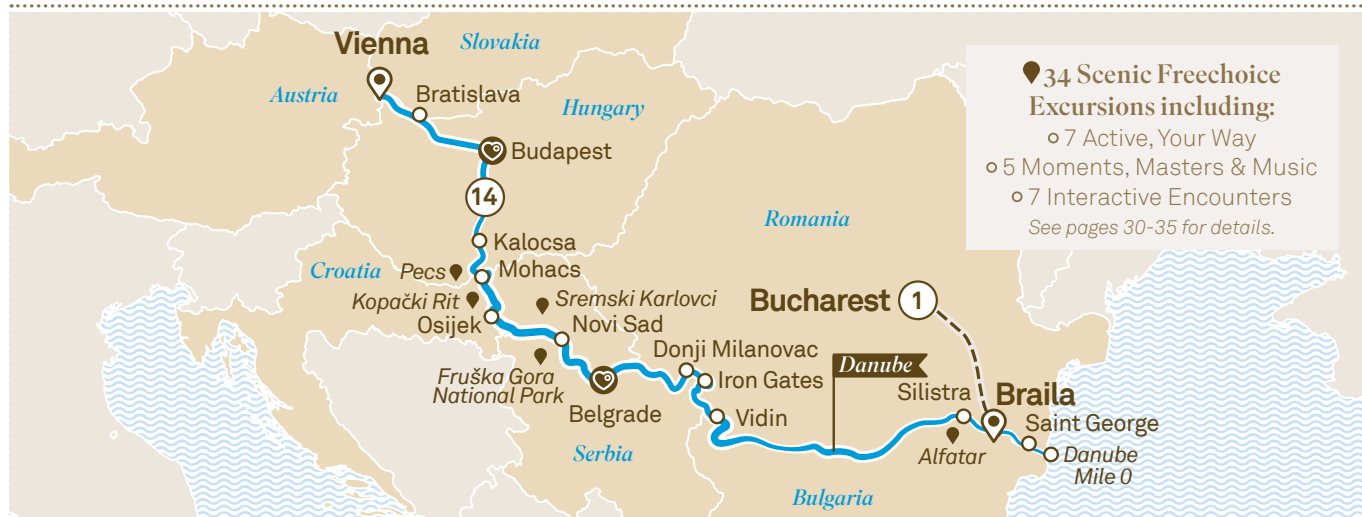 Vienna
Slovakia
Austria
Bratislava
Hungary
Budapest
14
34 Scenic Freechoice
Excursions including:
7 Active, Your Way
5 Moments, Masters & Music
7 Interactive Encounters
See pages 30-35 for details.
Romania
Kalocsa
Croatia
Pecs
Mohacs
Kopački Rit
Sremski Karlovci
Osijek
Novi Sad
Bucharest
1
Donji Milanovac
Danube
Fruška Gora
National Park
Iron Gates
Silistra
Braila
Belgrade
Vidin
Saint George
Alfatar
Danube
Mile 0
Serbia
Bulgaria